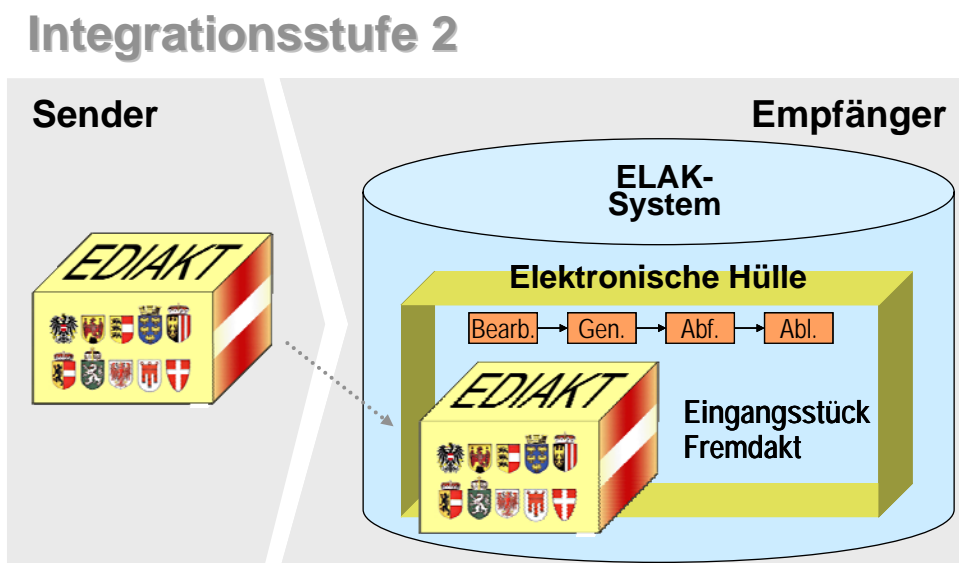 Integrationsstufe 2
Sender
Empfänger
ELAK-
System
EDIAKT
Elektronische Hülle
Bearb.
Gen.
Abf.
Abl.
EDIAKT
Eingangsstück
Fremdakt